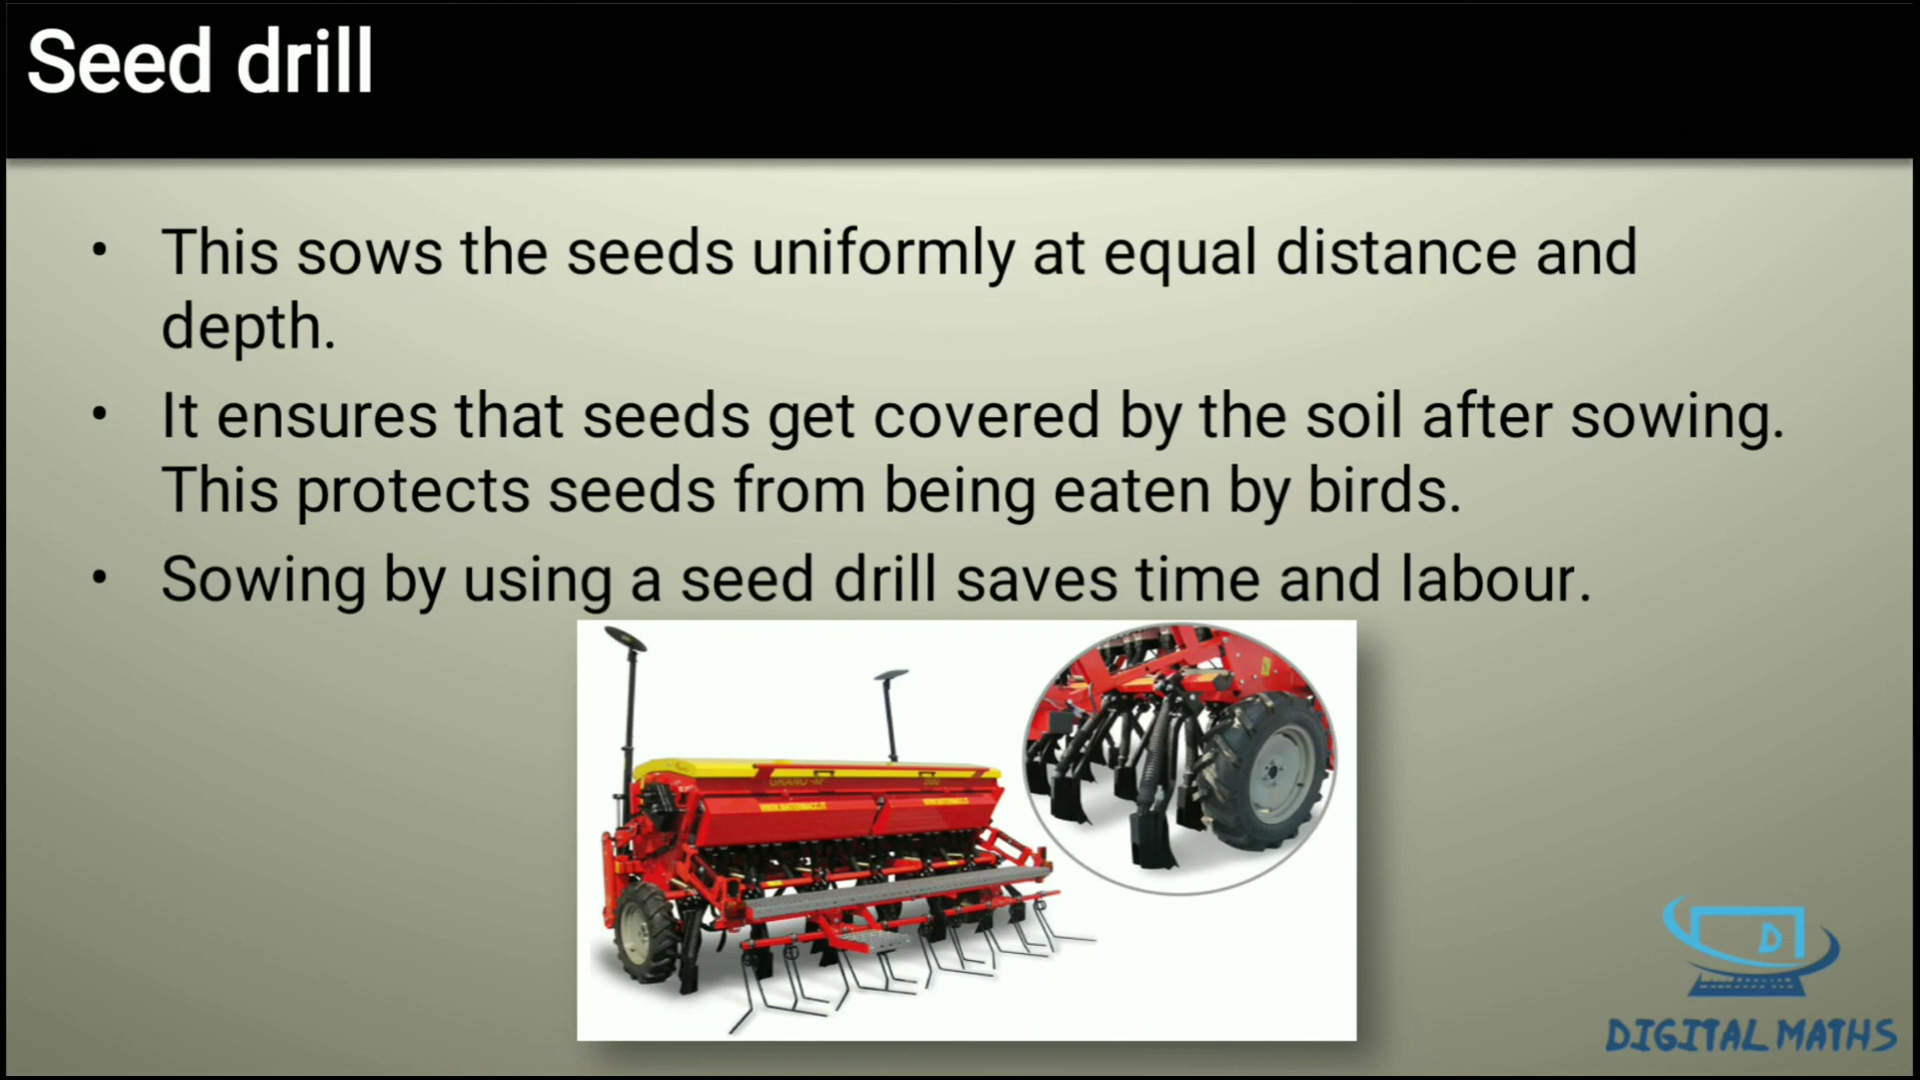 Seed drill
• This sows the seeds uniformly at equal distance and
depth.
• It ensures that seeds get covered by the soil after sowing.
This protects seeds from being eaten by birds.
• Sowing by using a seed drill saves time and labour.
D
DIGITAL MATHS